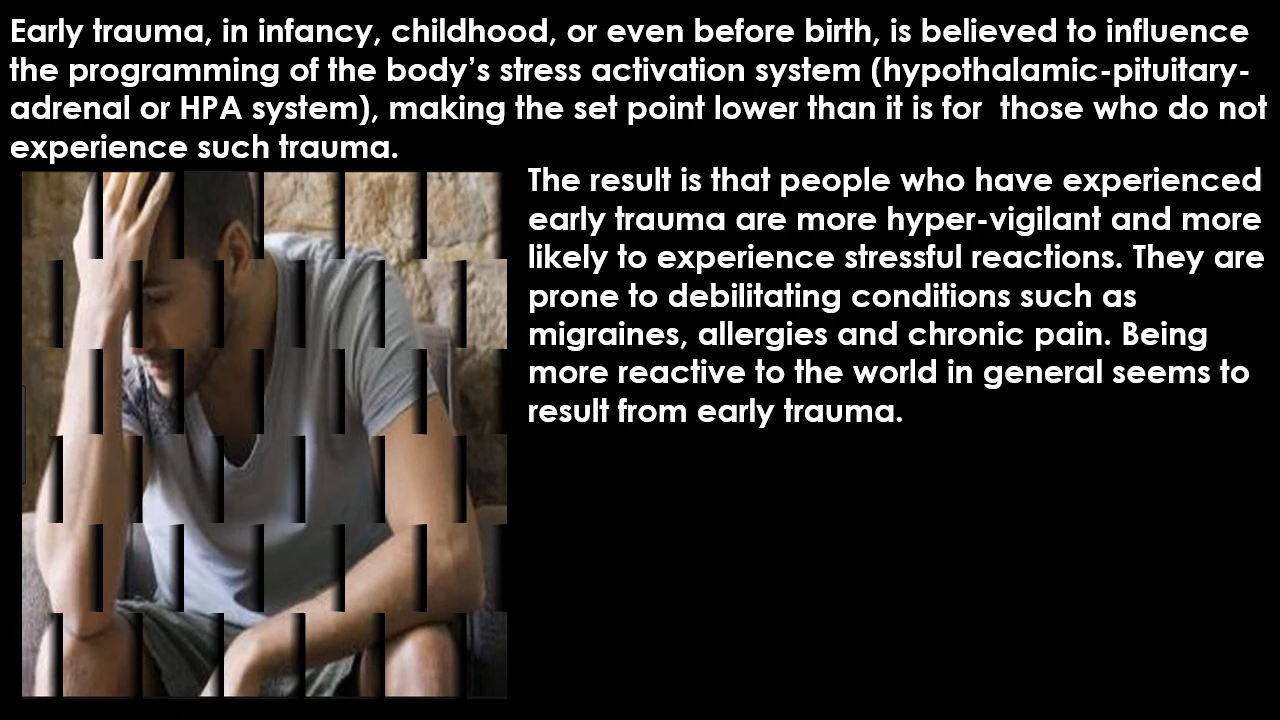 Early trauma, in infancy, childhood, or even before birth, is believed to influence
the programming of the body’s stress activation system (hypothalamic-pituitary-
adrenal or HPA system), making the set point lower than it is for  those who do not
experience such trauma.
The result is that people who have experienced
early trauma are more hyper-vigilant and more
likely to experience stressful reactions. They are
prone to debilitating conditions such as
migraines, allergies and chronic pain. Being
more reactive to the world in general seems to
result from early trauma.